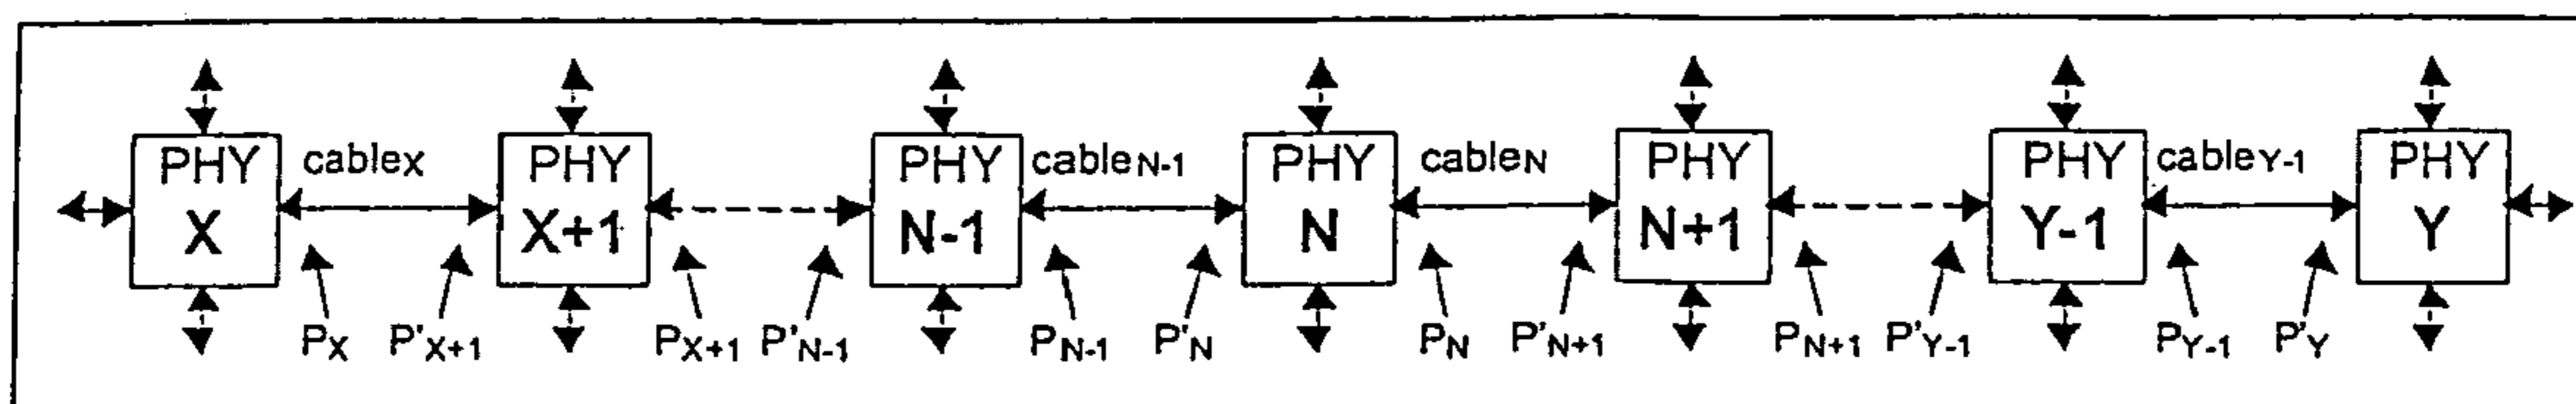 PHY cableX PHY PHY cableN-1 PHY cableN PHY PHY cableY-1 PHY
X X+1 N-1 N N+1 Y-1 Y
PX P'X+1 PX+1 P'N-1 PN-1 P'N PN P'N+1 PN+1 P'Y-1 PY-1 P'Y